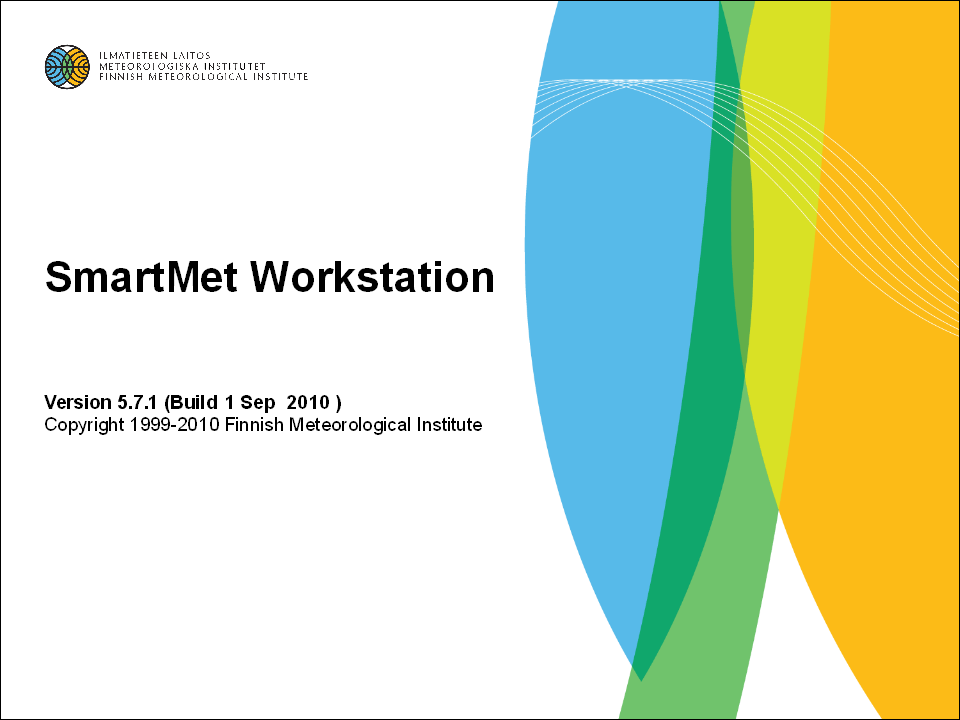 ILMATIETEEN LAITOS
METEOROLOGISKA INSTITUTET
FINNISH METEOROLOGICAL INSTITUTE
SmartMet Workstation
Version 5.7.1 (Build 1 Sep  2010 )
Copyright 1999-2010 Finnish Meteorological Institute